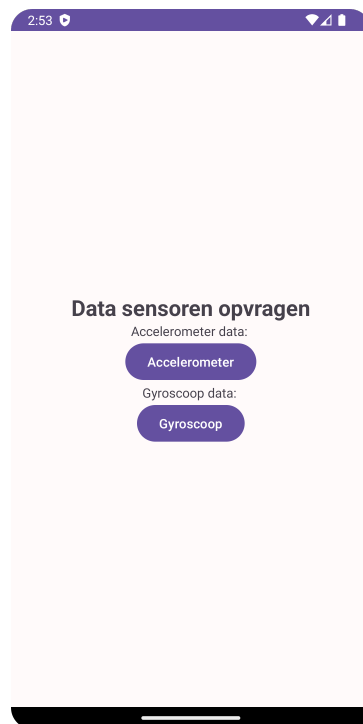 2:53
Data sensoren opvragen
Accelerometer data:
Accelerometer
Gyroscoop data:
Gyroscoop